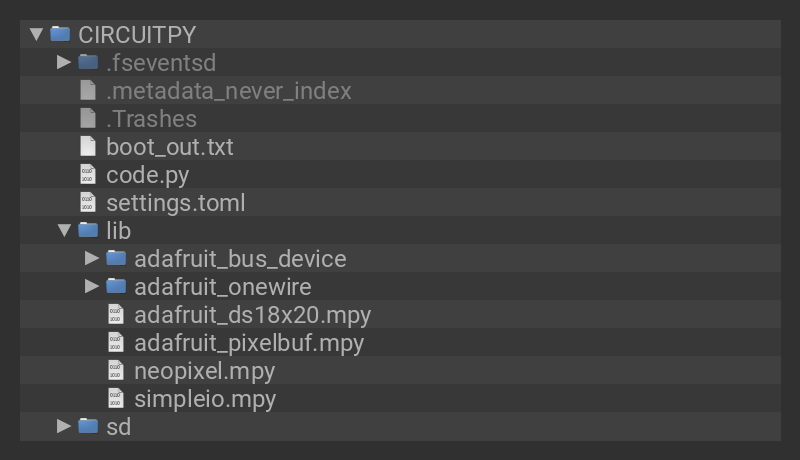 CIRCUITPY
.fseventsd
.metadata_never_index
.Trashes
boot_out.txt
code.py
settings.toml
lib
adafruit_bus_device
adafruit_onewire
adafruit_ds18x20.mpy
adafruit_pixelbuf.mpy
neopixel.mpy
simpleio.mpy
sd